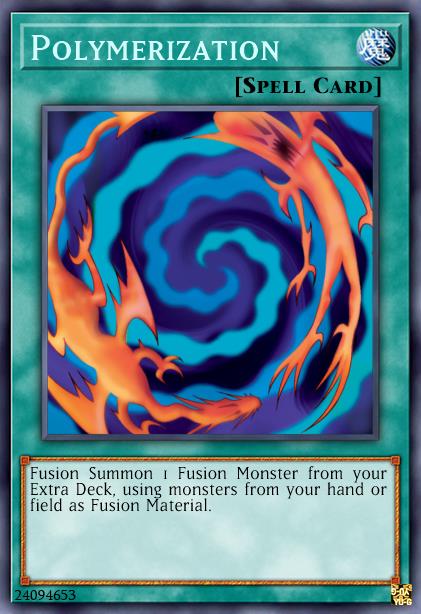 Polymerization
魔
[Spell Card]
Fusion Summon 1 Fusion Monster from your
Extra Deck, using monsters from your hand or
field as Fusion Material.
24094653